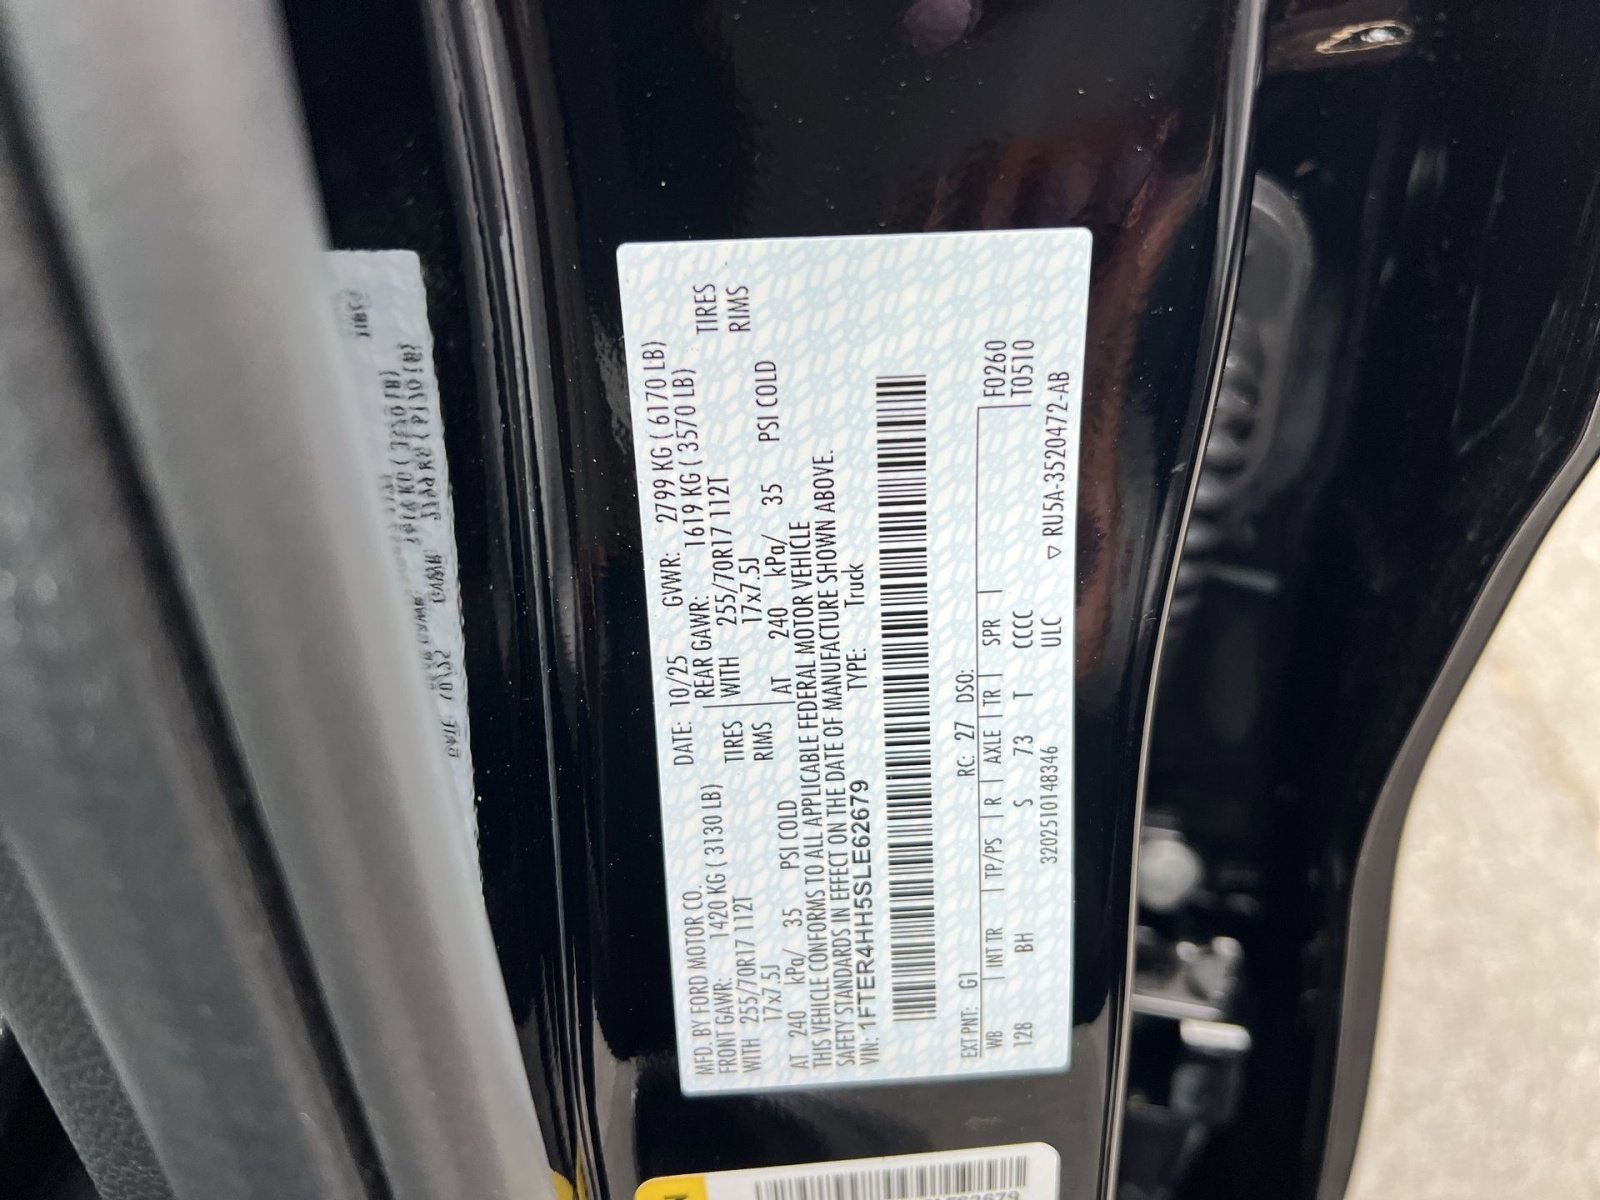 MFD. BY FORD MOTOR CO.
DATE: 10/25 GVWR: 2799 KG ( 6170 LB)
FRONT GAWR: 1420 KG ( 3130 LB) REAR GAWR: 1619 KG ( 3570 LB)
WITH 255/70R17 112T TIRES WITH 255/70R17 112T TIRES
17x7.5J RIMS 17x7.5J RIMS
AT 240 kPa/ 35 PSI COLD AT 240 kPa/ 35 PSI COLD
THIS VEHICLE CONFORMS TO ALL APPLICABLE FEDERAL MOTOR VEHICLE
SAFETY STANDARDS IN EFFECT ON THE DATE OF MANUFACTURE SHOWN ABOVE.
VIN: 1FTER4HH5SLE62679 TYPE: Truck
EXT PNT: G1 RC: 27 DSO: F0260
WB INT TR TP/PS R AXLE TR SPR T0510
128 BH S 73 T CCCC
3202510148346 ULC ▽ RU5A-3520472-AB